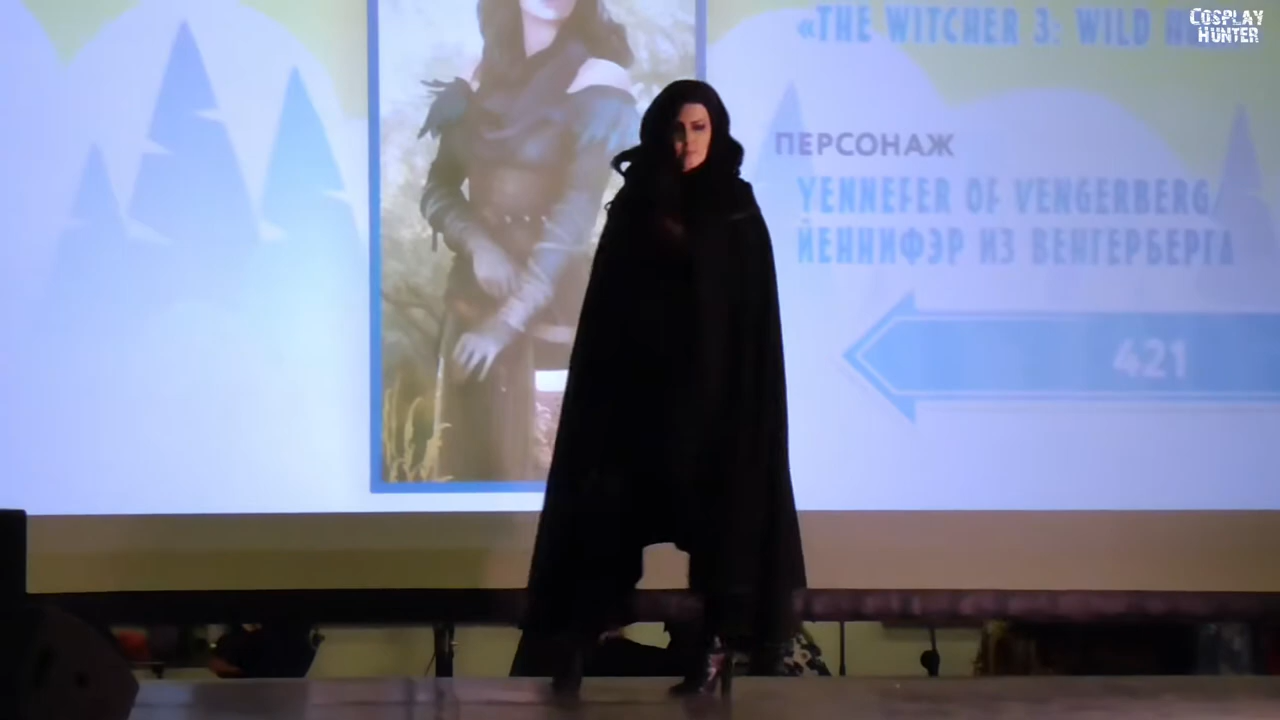 COSPLAY
HUNTER
«THE WITCHER 3: WILD
ПЕРСОНАЖ
YENNEFER OF VENGERBERG
ЙЕННИФЭР ИЗ ВЕНГЕРБЕРГА
421